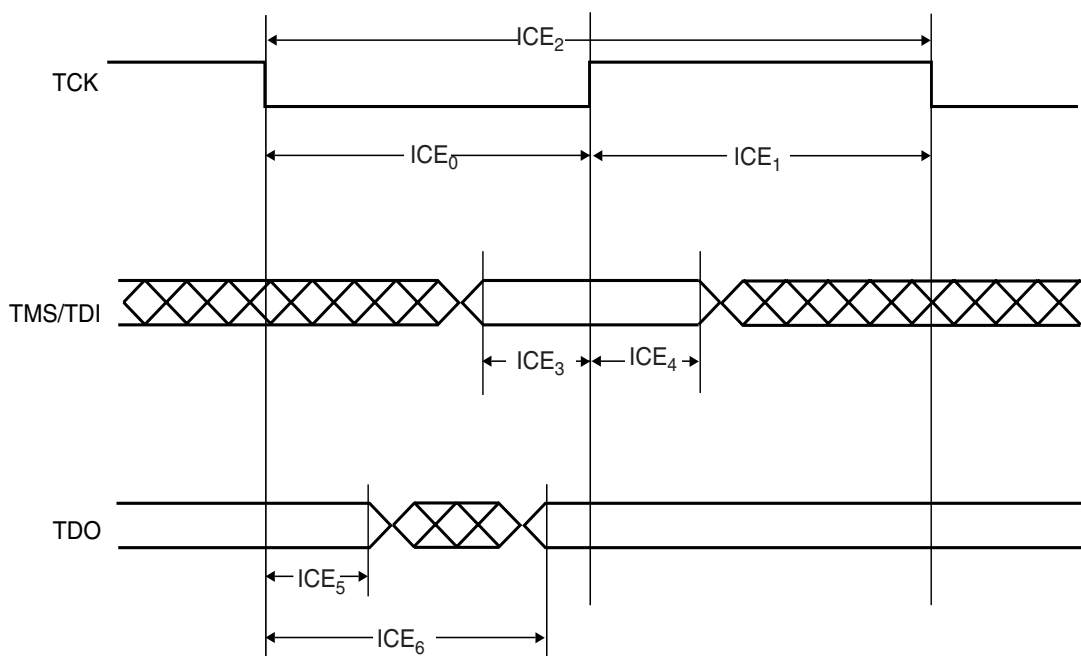 ICE₂
TCK
ICE₀ ICE₁
TMS/TDI
ICE₃ ICE₄
TDO
ICE₅
ICE₆